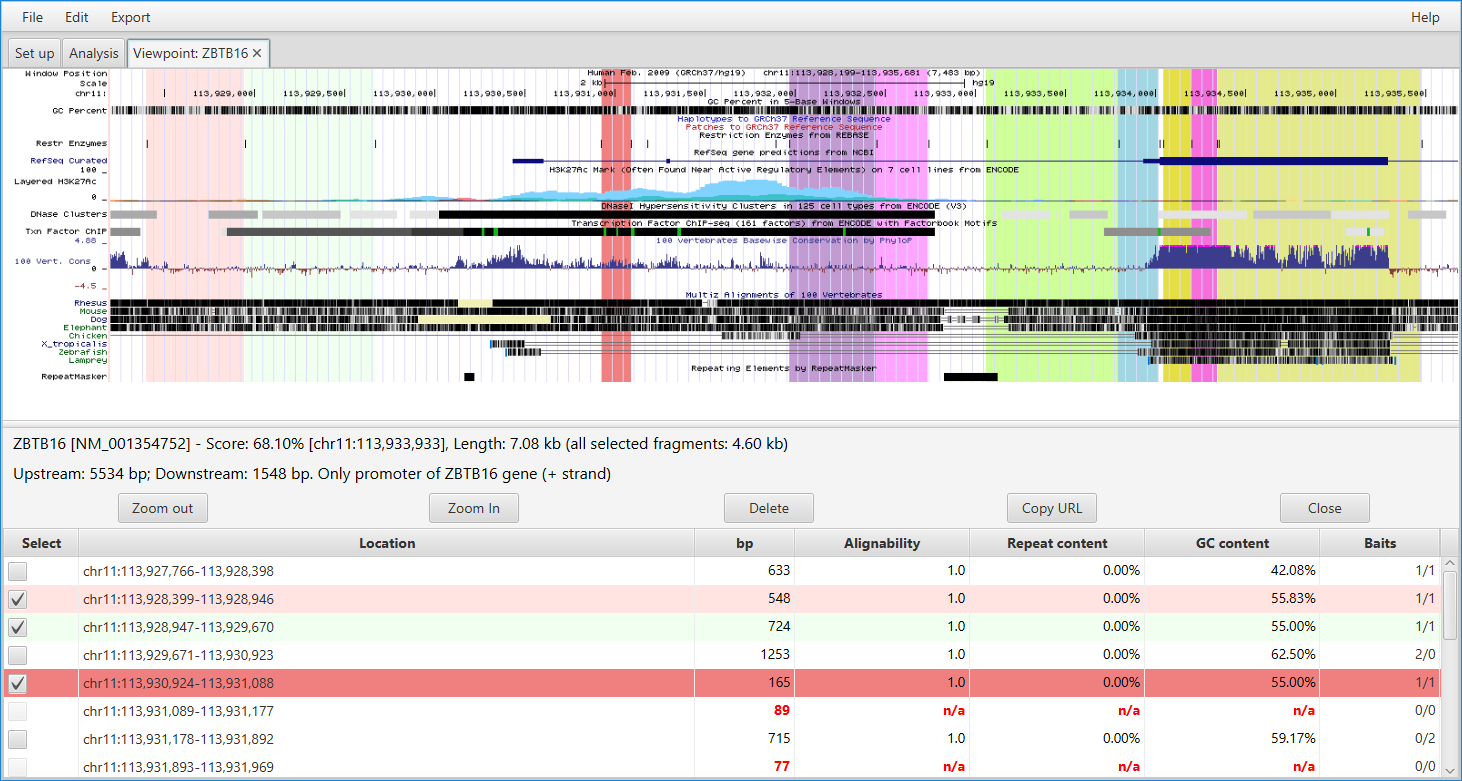 File Edit Export Help
Set up Analysis Viewpoint: ZBTB16 ✕
Window Position Human Feb. 2009 (GRCh37/hg19) chr11:113,928,199-113,935,681 (7,483 bp)
Scale 2 kb hg19
chr11: 113,929,000 113,929,500 113,930,000 113,930,500 113,931,000 113,931,500 113,932,000 113,932,500 113,933,000 113,933,500 113,934,000 113,934,500 113,935,000 113,935,500
GC Percent in 5-Base Windows
GC Percent
Haplotypes to GRCh37 Reference Sequence
Patches to GRCh37 Reference Sequence
Restriction Enzymes from REBASE
Restr Enzymes
RefSeq gene predictions from NCBI
RefSeq Curated
H3K27Ac Mark (Often Found Near Active Regulatory Elements) on 7 cell lines from ENCODE
100 _
Layered H3K27Ac
0 _
DNaseI Hypersensitivity Clusters in 125 cell types from ENCODE (V3)
DNase Clusters
Transcription Factor ChIP-seq (161 factors) from ENCODE with Factorbook Motifs
Txn Factor ChIP
100 vertebrates Basewise Conservation by PhyloP
4.88 _
100 Vert. Cons
0 _
-4.5 _
Multiz Alignments of 100 Vertebrates
Rhesus
Mouse
Dog
Elephant
Chicken
X_tropicalis
Zebrafish
Lamprey
Repeating Elements by RepeatMasker
RepeatMasker
ZBTB16 [NM_001354752] - Score: 68.10% [chr11:113,933,933], Length: 7.08 kb (all selected fragments: 4.60 kb)
Upstream: 5534 bp; Downstream: 1548 bp. Only promoter of ZBTB16 gene (+ strand)
Zoom out Zoom In Delete Copy URL Close
Select Location bp Alignability Repeat content GC content Baits
chr11:113,927,766-113,928,398 633 1.0 0.00% 42.08% 1/1
chr11:113,928,399-113,928,946 548 1.0 0.00% 55.83% 1/1
chr11:113,928,947-113,929,670 724 1.0 0.00% 55.00% 1/1
chr11:113,929,671-113,930,923 1253 1.0 0.00% 62.50% 2/0
chr11:113,930,924-113,931,088 165 1.0 0.00% 55.00% 1/1
chr11:113,931,089-113,931,177 89 n/a n/a n/a 0/0
chr11:113,931,178-113,931,892 715 1.0 0.00% 59.17% 0/2
chr11:113,931,893-113,931,969 77 n/a n/a n/a 0/0